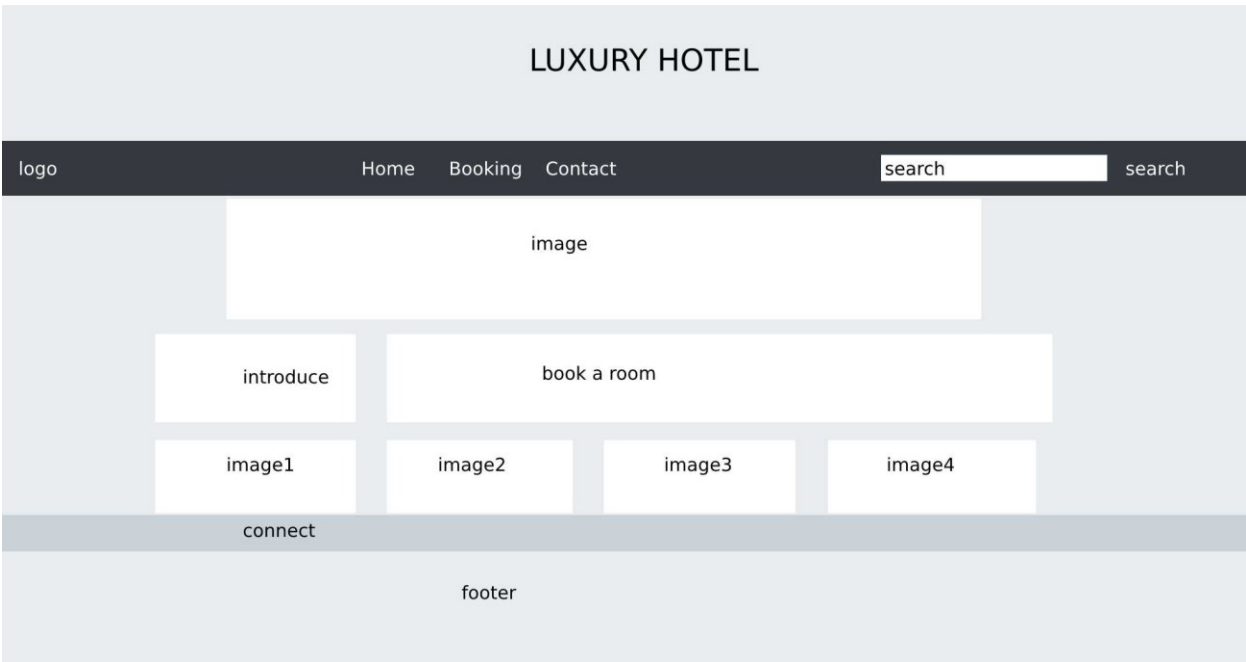 LUXURY HOTEL
logo Home Booking Contact search search
image
introduce book a room
image1 image2 image3 image4
connect
footer